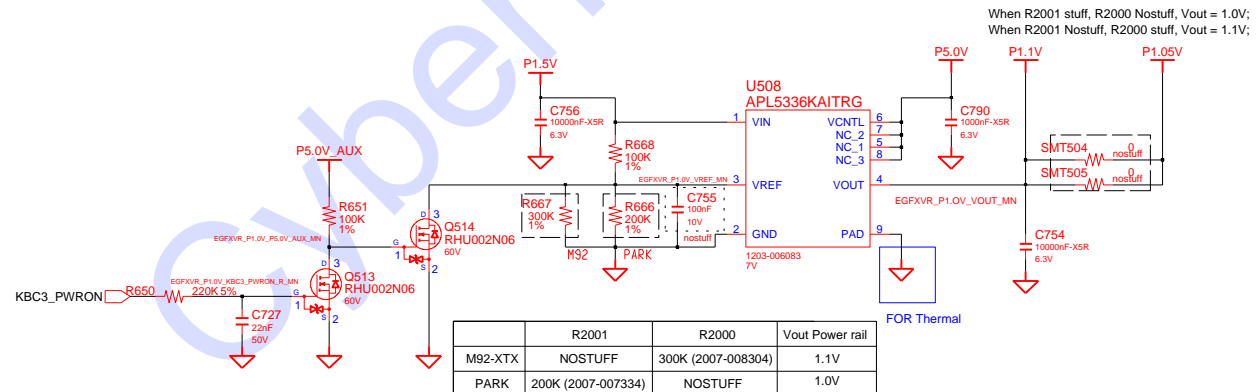 When R2001 stuff, R2000 Nostuff, Vout = 1.0V;
When R2001 Nostuff, R2000 stuff, Vout = 1.1V;
P1.5V
P5.0V
P1.1V
P1.05V
U508
APL5336KAITRG
C756
10000nF-X5R
6.3V
1 VIN
VCNTL 6
NC_2 7
NC_1 5
NC_3 8
C790
1000nF-X5R
6.3V
R668
100K
1%
P5.0V_AUX
SMT504
0
nostuff
SMT505
0
nostuff
EGFXVR_P1.0V_VREF_MN
3 VREF
VOUT 4
EGFXVR_P1.OV_VOUT_MN
R651
100K
1%
R667
300K
1%
R666
200K
1%
C755
100nF
10V
nostuff
M92
PARK
2 GND
PAD 9
1203-006083
7V
C754
10000nF-X5R
6.3V
EGFXVR_P1.0V_P5.0V_AUX_MN
D 3
G
1
S 2
Q514
RHU002N06
60V
EGFXVR_P1.0V_KBC3_PWRON_R_MN
D 3
G
1
S 2
Q513
RHU002N06
60V
KBC3_PWRON
R650
220K 5%
C727
22nF
50V
FOR Thermal
R2001 R2000 Vout Power rail
M92-XTX NOSTUFF 300K (2007-008304) 1.1V
PARK 200K (2007-007334) NOSTUFF 1.0V
Cyber